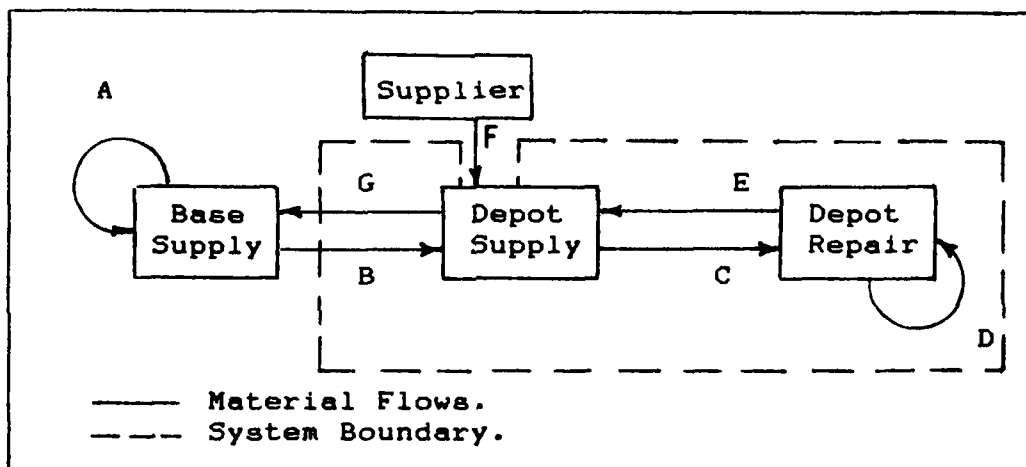 A
Supplier
F
G
E
Base
Supply
Depot
Supply
Depot
Repair
B
C
D
Material Flows.
System Boundary.